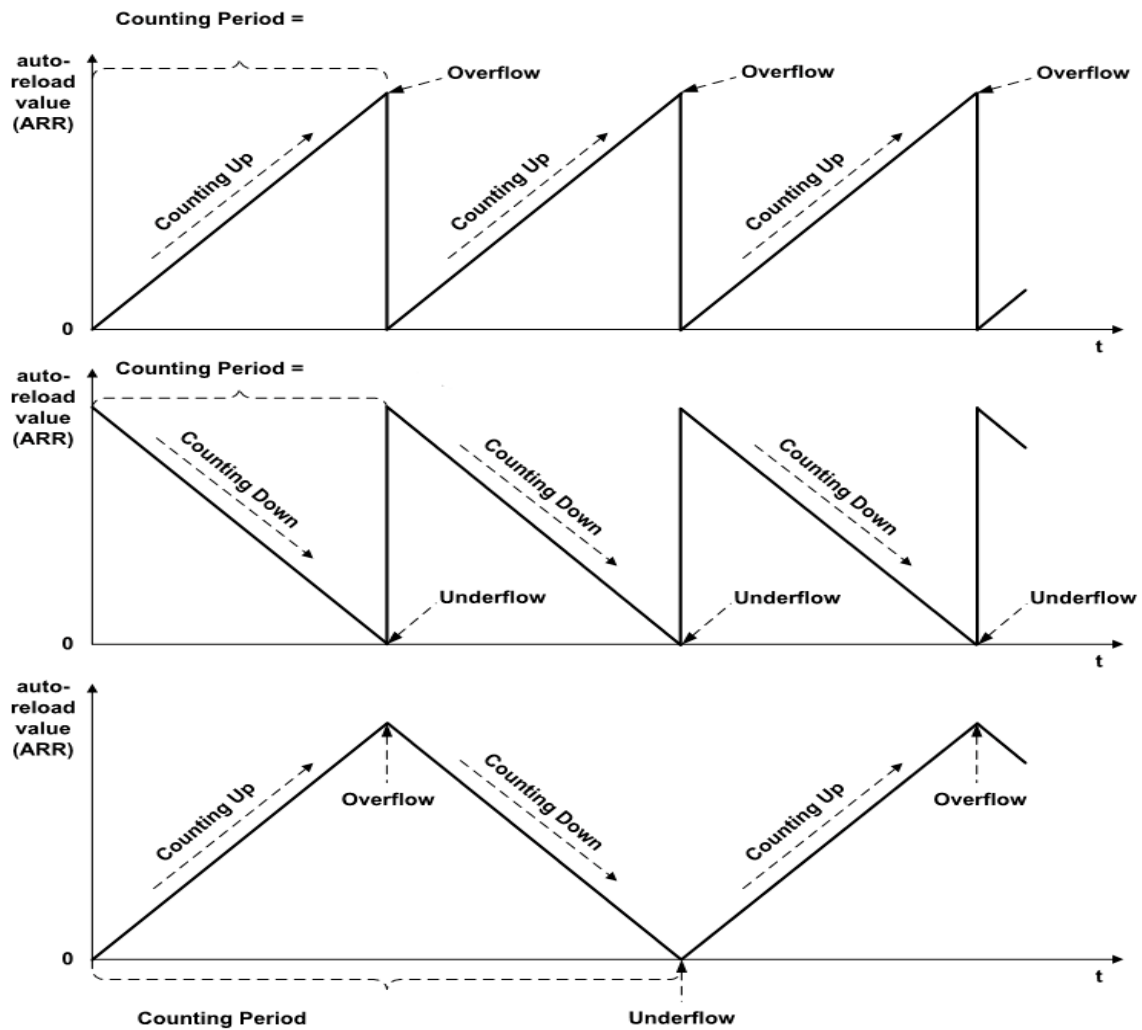 Counting Period =
auto-
reload
value
(ARR)
Overflow
Overflow
Overflow
Counting Up
Counting Up
Counting Up
0
t
Counting Period =
auto-
reload
value
(ARR)
Counting Down
Counting Down
Counting Down
Underflow
Underflow
Underflow
0
t
auto-
reload
value
(ARR)
Counting Up
Overflow
Counting Down
Counting Up
Overflow
0
t
Counting Period
Underflow